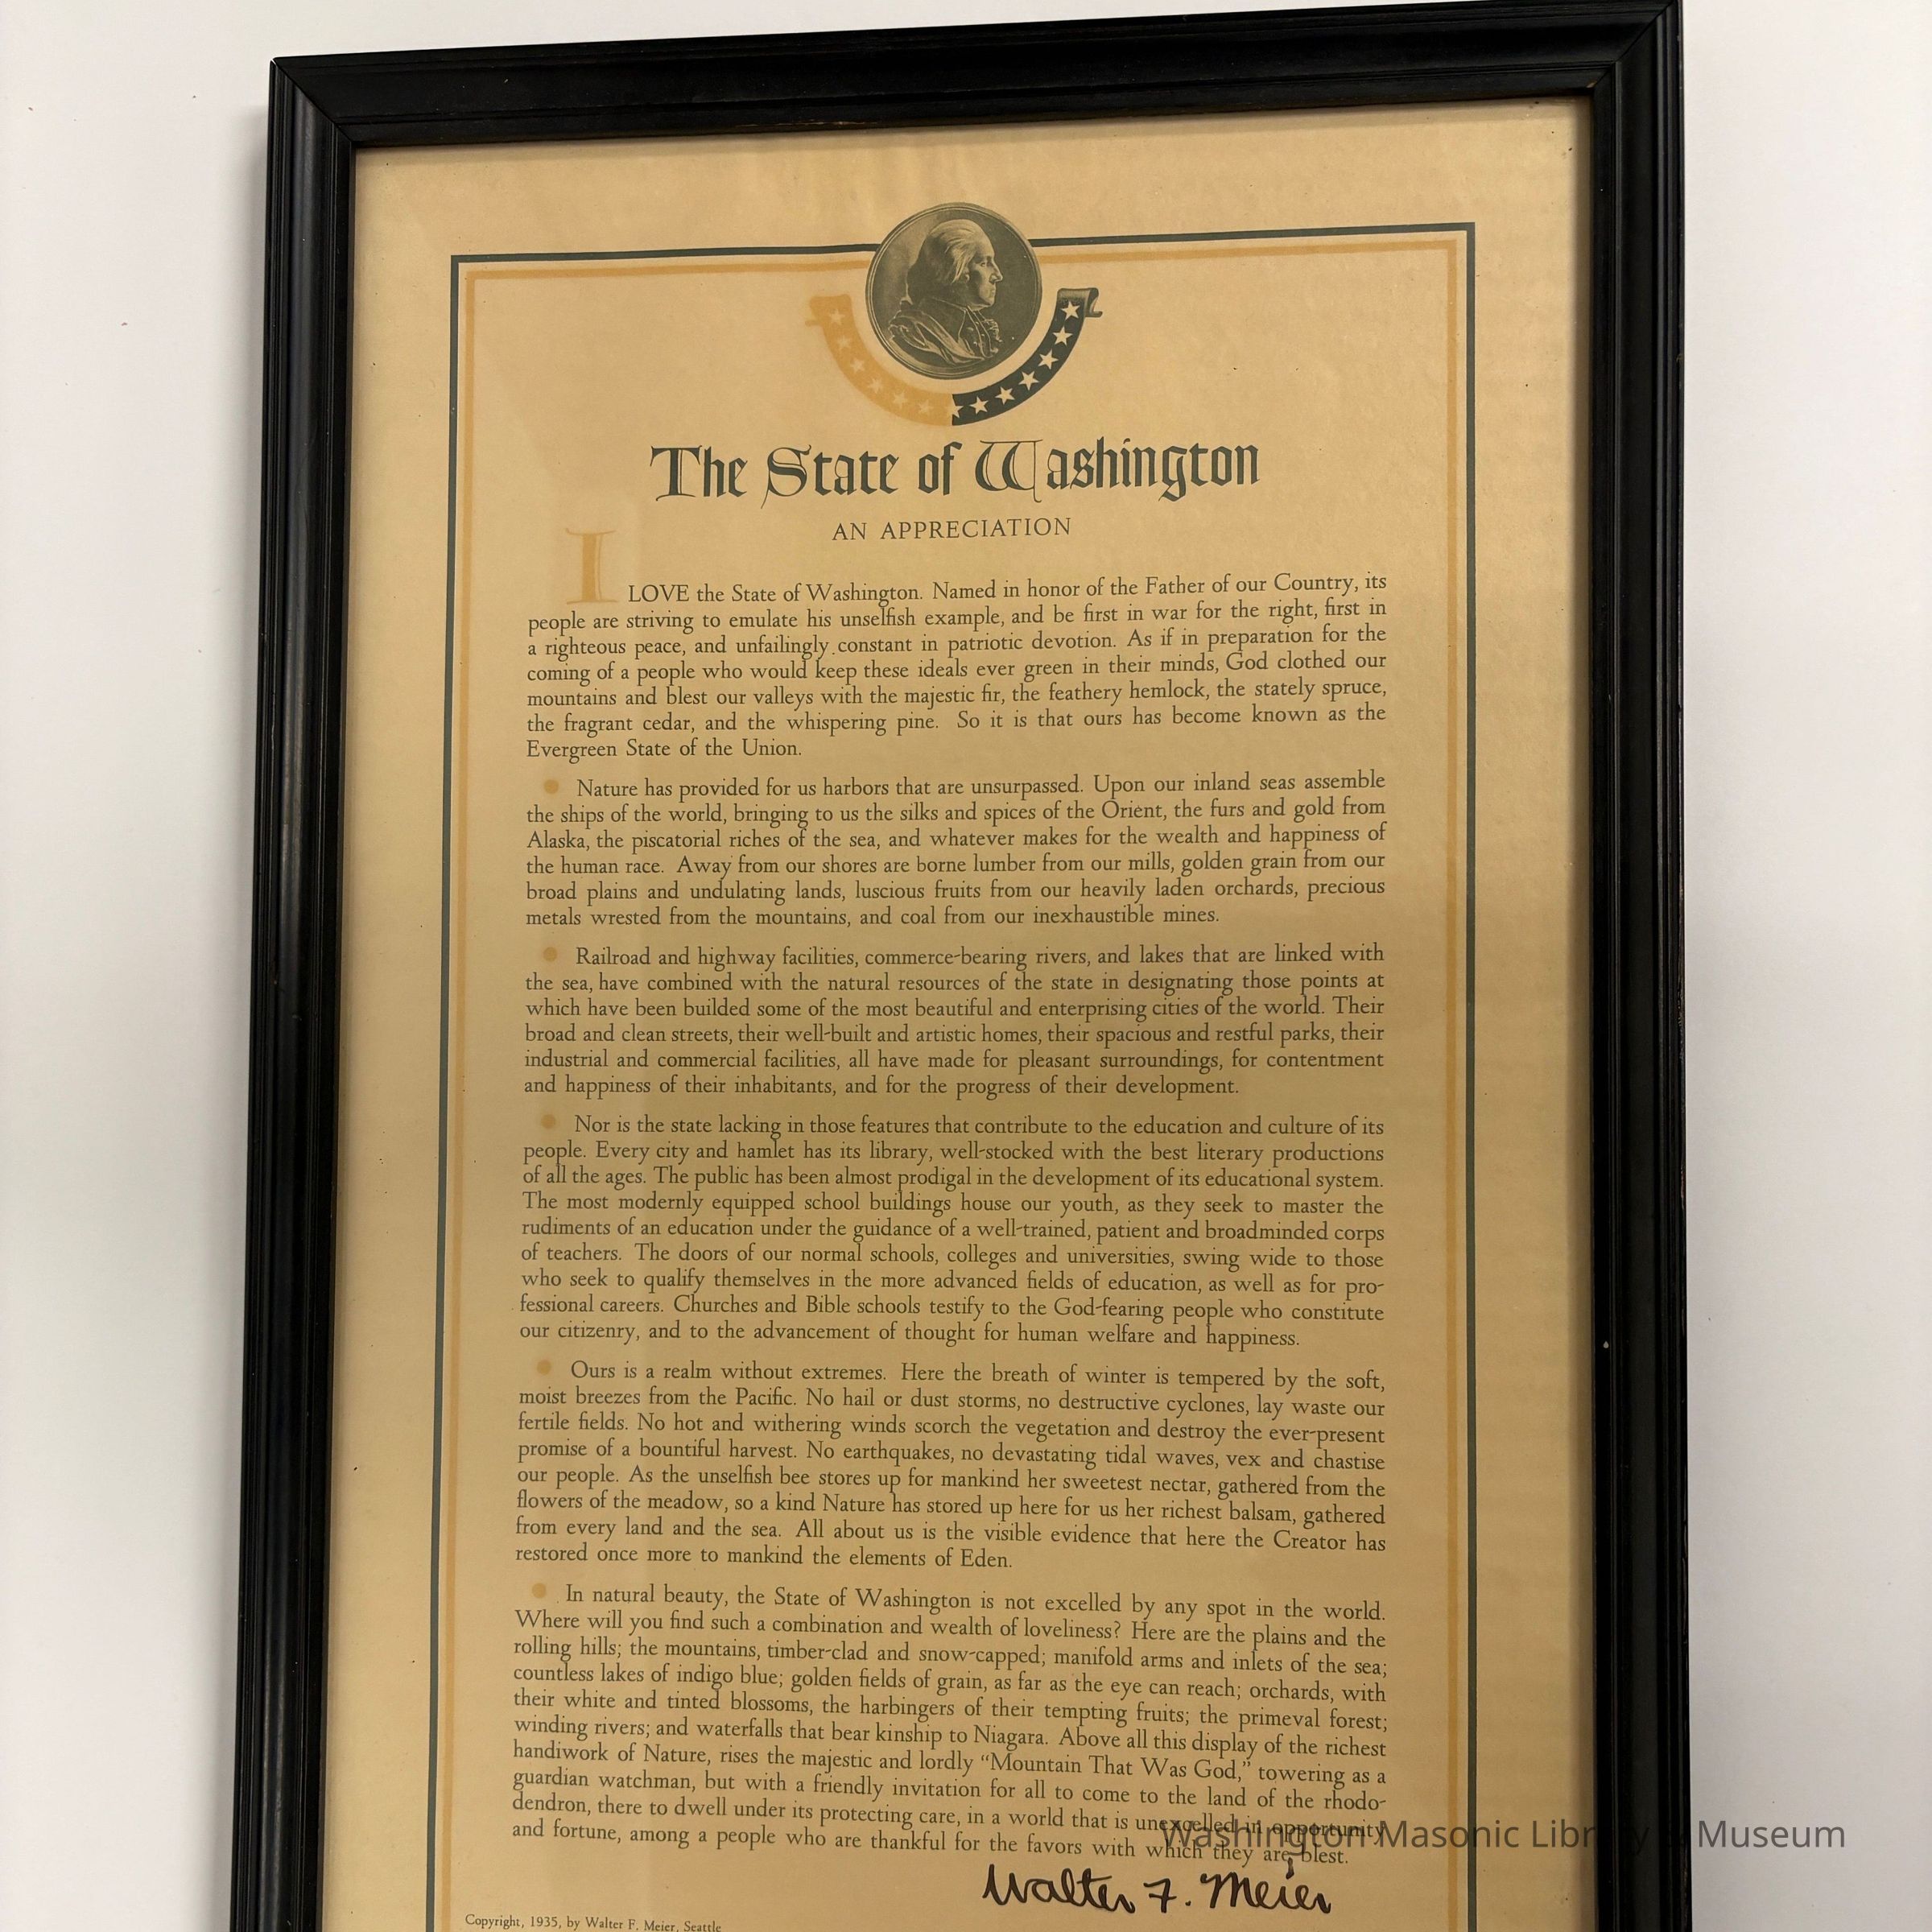 The State of Washington
AN APPRECIATION
I LOVE the State of Washington. Named in honor of the Father of our Country, its
people are striving to emulate his unselfish example, and be first in war for the right, first in
a righteous peace, and unfailingly constant in patriotic devotion. As if in preparation for the
coming of a people who would keep these ideals ever green in their minds, God clothed our
mountains and blest our valleys with the majestic fir, the feathery hemlock, the stately spruce,
the fragrant cedar, and the whispering pine. So it is that ours has become known as the
Evergreen State of the Union.
Nature has provided for us harbors that are unsurpassed. Upon our inland seas assemble
the ships of the world, bringing to us the silks and spices of the Orient, the furs and gold from
Alaska, the piscatorial riches of the sea, and whatever makes for the wealth and happiness of
the human race. Away from our shores are borne lumber from our mills, golden grain from our
broad plains and undulating lands, luscious fruits from our heavily laden orchards, precious
metals wrested from the mountains, and coal from our inexhaustible mines.
Railroad and highway facilities, commerce-bearing rivers, and lakes that are linked with
the sea, have combined with the natural resources of the state in designating those points at
which have been builded some of the most beautiful and enterprising cities of the world. Their
broad and clean streets, their well-built and artistic homes, their spacious and restful parks, their
industrial and commercial facilities, all have made for pleasant surroundings, for contentment
and happiness of their inhabitants, and for the progress of their development.
Nor is the state lacking in those features that contribute to the education and culture of its
people. Every city and hamlet has its library, well-stocked with the best literary productions
of all the ages. The public has been almost prodigal in the development of its educational system.
The most modernly equipped school buildings house our youth, as they seek to master the
rudiments of an education under the guidance of a well-trained, patient and broadminded corps
of teachers. The doors of our normal schools, colleges and universities, swing wide to those
who seek to qualify themselves in the more advanced fields of education, as well as for pro-
fessional careers. Churches and Bible schools testify to the God-fearing people who constitute
our citizenry, and to the advancement of thought for human welfare and happiness.
Ours is a realm without extremes. Here the breath of winter is tempered by the soft,
moist breezes from the Pacific. No hail or dust storms, no destructive cyclones, lay waste our
fertile fields. No hot and withering winds scorch the vegetation and destroy the ever-present
promise of a bountiful harvest. No earthquakes, no devastating tidal waves, vex and chastise
our people. As the unselfish bee stores up for mankind her sweetest nectar, gathered from the
flowers of the meadow, so a kind Nature has stored up here for us her richest balsam, gathered
from every land and the sea. All about us is the visible evidence that here the Creator has
restored once more to mankind the elements of Eden.
In natural beauty, the State of Washington is not excelled by any spot in the world.
Where will you find such a combination and wealth of loveliness? Here are the plains and the
rolling hills; the mountains, timber-clad and snow-capped; manifold arms and inlets of the sea;
countless lakes of indigo blue; golden fields of grain, as far as the eye can reach; orchards, with
their white and tinted blossoms, the harbingers of their tempting fruits; the primeval forest;
winding rivers; and waterfalls that bear kinship to Niagara. Above all this display of the richest
handiwork of Nature, rises the majestic and lordly “Mountain That Was God,” towering as a
guardian watchman, but with a friendly invitation for all to come to the land of the rhodo-
dendron, there to dwell under its protecting care, in a world that is unexcelled in opportunity
and fortune, among a people who are thankful for the favors with which they are blest.
Washington Masonic Library & Museum
Walter F. Meier
Copyright, 1935, by Walter F. Meier, Seattle